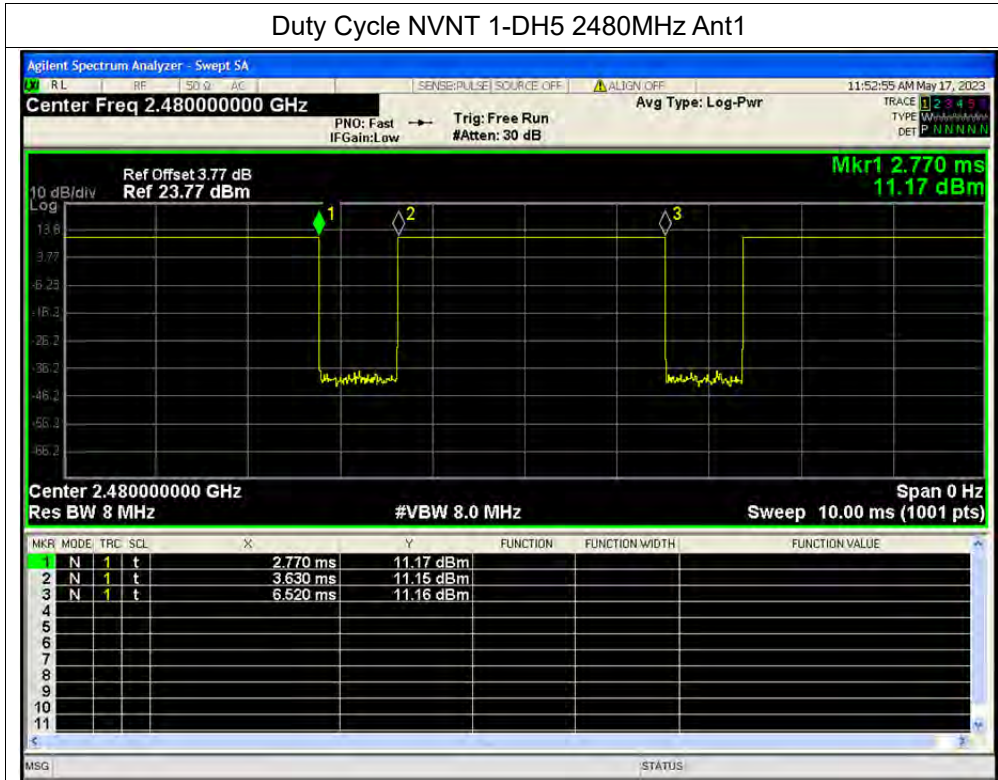 Duty Cycle NVNT 1-DH5 2480MHz Ant1
Agilent Spectrum Analyzer - Swept SA
RL RF 50 Ω AC SENSE:PULSE SOURCE OFF ALIGN OFF 11:52:55 AM May 17, 2023
Center Freq 2.480000000 GHz Avg Type: Log-Pwr TRACE 1 2 3 4 5 6
PNO: Fast Trig: Free Run TYPE
IFGain:Low #Atten: 30 dB DET P N N N N N
Mkr1 2.770 ms
11.17 dBm
Ref Offset 3.77 dB
10 dB/div Ref 23.77 dBm
Log
1 2 3
13.8
3.77
-6.23
-16.2
-26.2
-36.2
-46.2
-56.2
-66.2
Center 2.480000000 GHz Span 0 Hz
Res BW 8 MHz #VBW 8.0 MHz Sweep 10.00 ms (1001 pts)
MKR MODE TRC SCL X Y FUNCTION FUNCTION WIDTH FUNCTION VALUE
1 N 1 t 2.770 ms 11.17 dBm
2 N 1 t 3.630 ms 11.15 dBm
3 N 1 t 6.520 ms 11.16 dBm
4
5
6
7
8
9
10
11
MSG STATUS